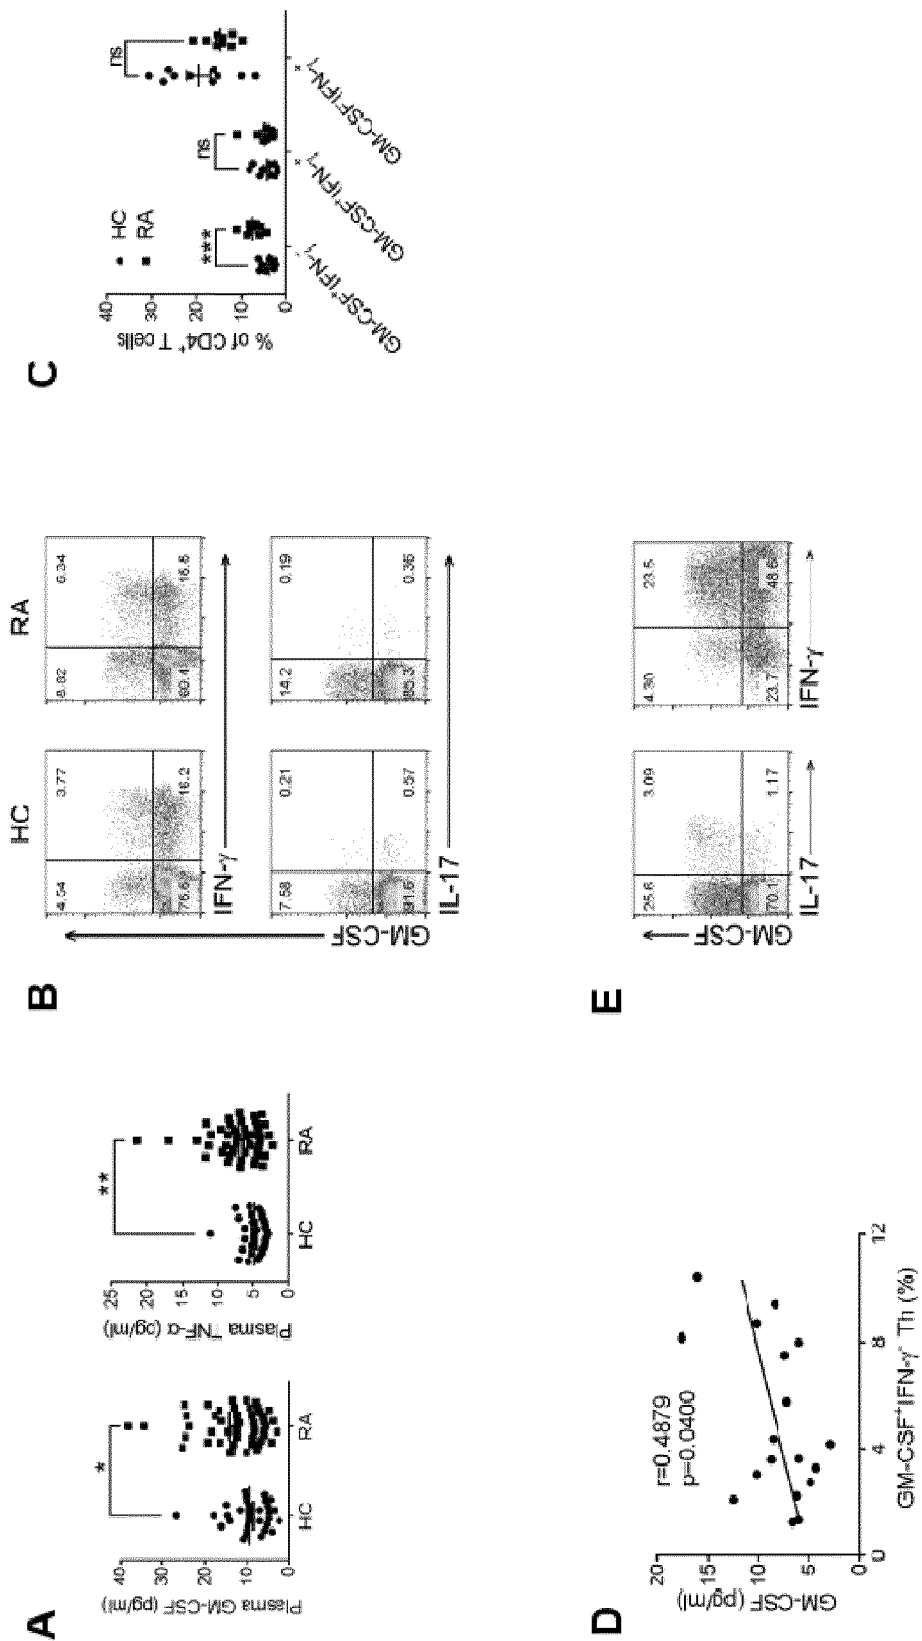 A
Plasma GM-CSF (pg/ml)
40
30
20
10
0
*
HC
RA
Plasma TNF-α (pg/ml)
25
20
15
10
5
0
**
HC
RA
B
HC
RA
GM-CSF
4.54
3.77
75.6
16.2
8.82
60.4
IFN-γ
7.58
0.21
91.6
0.57
14.2
0.19
85.3
0.36
IL-17
C
% of CD4+ T cells
40
30
20
10
0
HC
RA
***
ns
ns
GM-CSF+IFN-γ-
GM-CSF+IFN-γ+
GM-CSF-IFN-γ+
D
GM-CSF (pg/ml)
20
15
10
5
0
r=0.4879
p=0.0400
0
4
8
12
GM-CSF+IFN-γ- Th (%)
E
GM-CSF
25.6
3.09
70.1
1.17
IL-17
4.30
23.5
23.7
48.6
IFN-γ